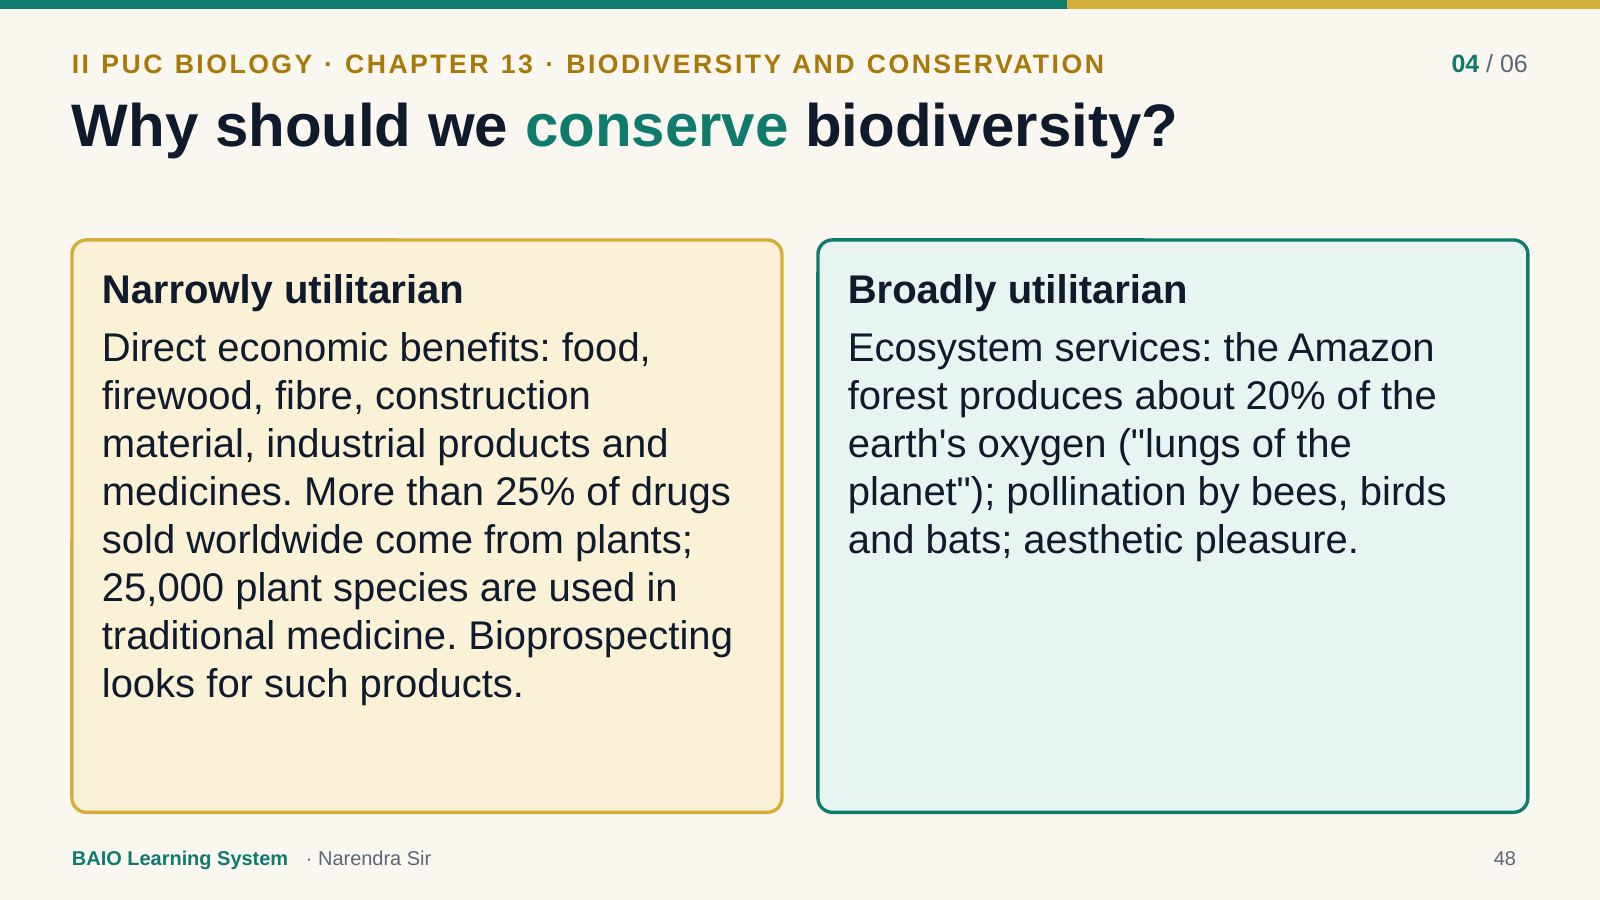 II PUC BIOLOGY · CHAPTER 13 · BIODIVERSITY AND CONSERVATION
04 / 06
Why should we conserve biodiversity?
Narrowly utilitarian
Direct economic benefits: food,
firewood, fibre, construction
material, industrial products and
medicines. More than 25% of drugs
sold worldwide come from plants;
25,000 plant species are used in
traditional medicine. Bioprospecting
looks for such products.
Broadly utilitarian
Ecosystem services: the Amazon
forest produces about 20% of the
earth's oxygen ("lungs of the
planet"); pollination by bees, birds
and bats; aesthetic pleasure.
BAIO Learning System · Narendra Sir
48